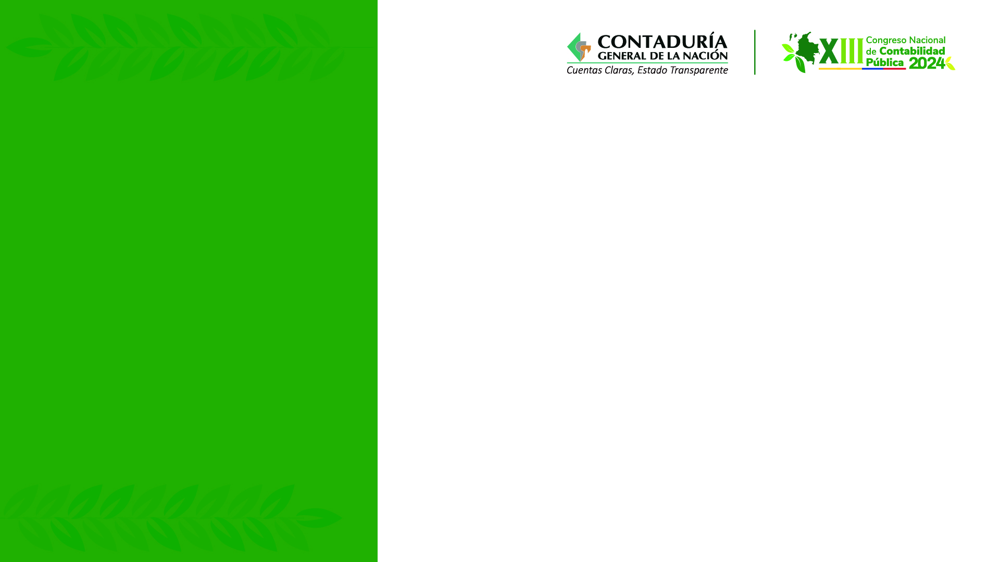 CONTADURÍA
GENERAL DE LA NACIÓN
Cuentas Claras, Estado Transparente
XIII
Congreso Nacional
de Contabilidad
Pública 2024